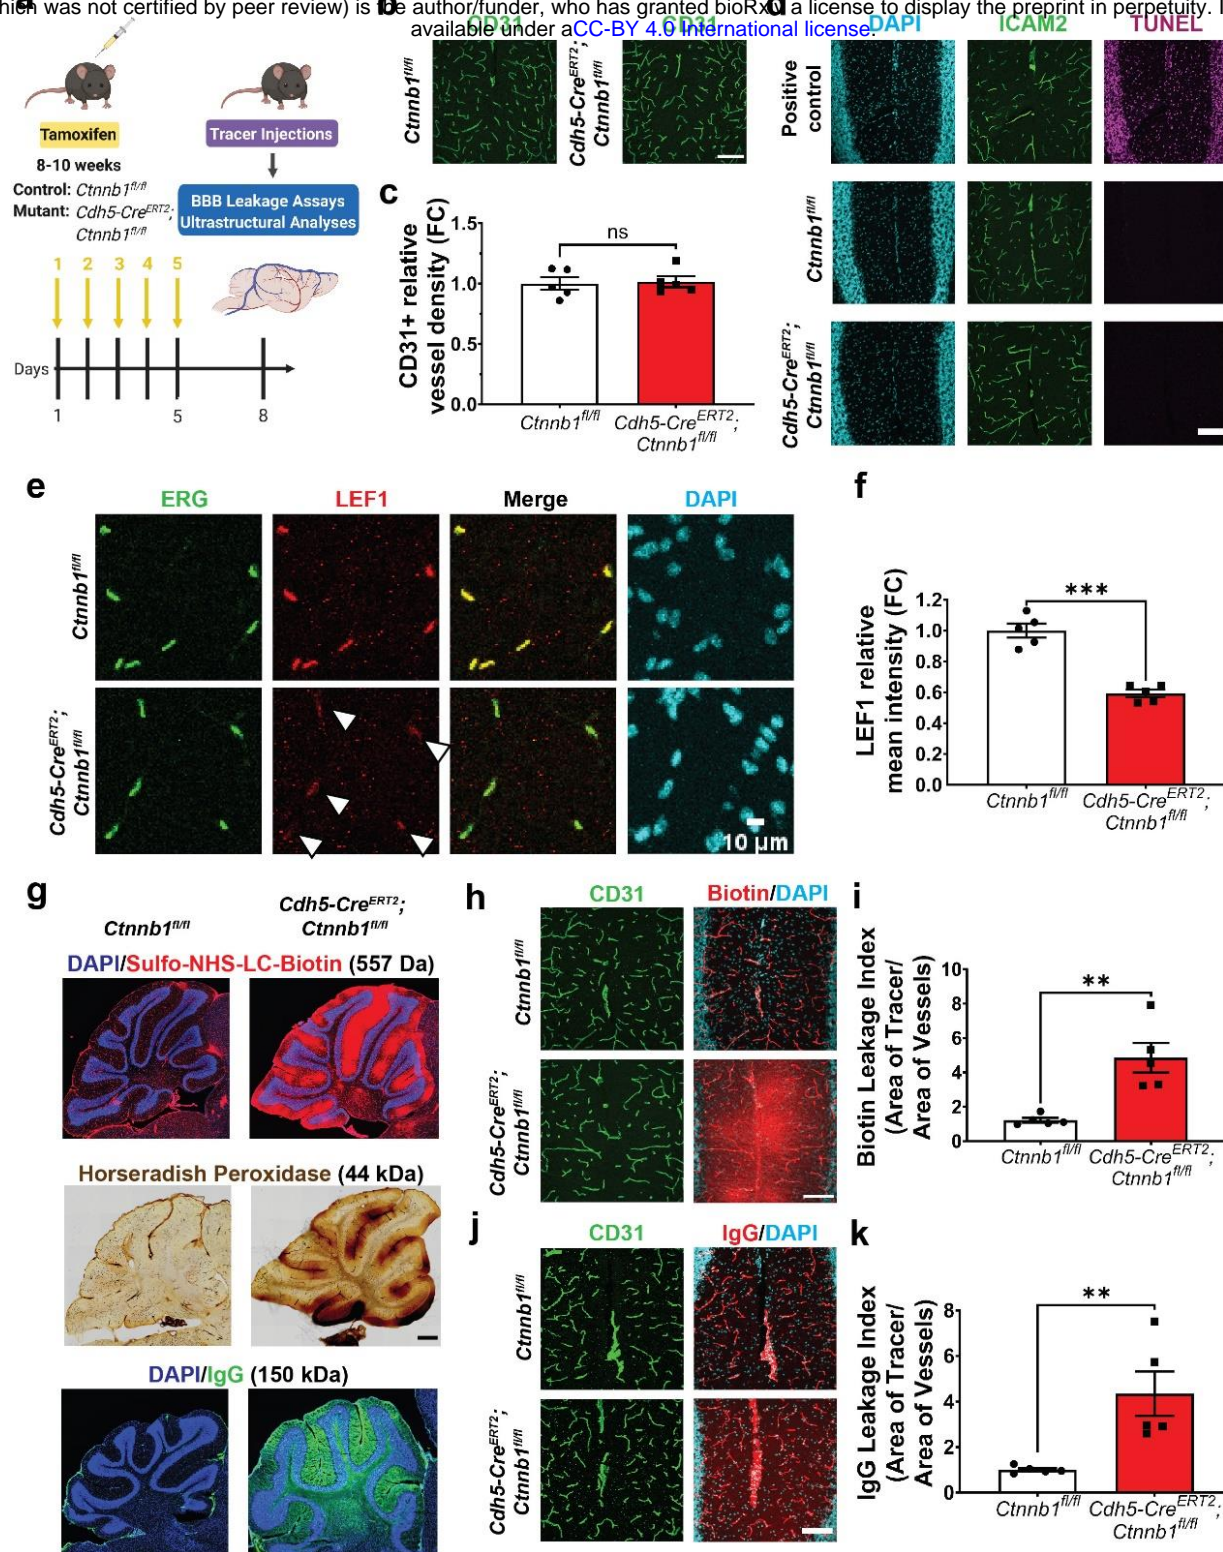 which was not certified by peer review) is the author/funder, who has granted bioRxiv a license to display the preprint in perpetuity. I
available under aCC-BY 4.0 International license.
a
Tamoxifen
Tracer Injections
8-10 weeks
Control: Ctnnb1fl/fl
Mutant: Cdh5-CreERT2;
Ctnnb1fl/fl
BBB Leakage Assays
Ultrastructural Analyses
1 2 3 4 5
Days
1 5 8
b
CD31 CD31
Ctnnb1fl/fl
Cdh5-CreERT2;
Ctnnb1fl/fl
c
CD31+ relative
vessel density (FC)
1.5
1.0
0.5
0.0
ns
Ctnnb1fl/fl
Cdh5-CreERT2;
Ctnnb1fl/fl
d
DAPI ICAM2 TUNEL
Positive
control
Ctnnb1fl/fl
Cdh5-CreERT2;
Ctnnb1fl/fl
e
ERG LEF1 Merge DAPI
Ctnnb1fl/fl
Cdh5-CreERT2;
Ctnnb1fl/fl
10 µm
f
LEF1 relative
mean intensity (FC)
1.2
1.0
0.8
0.6
0.4
0.2
0.0
***
Ctnnb1fl/fl
Cdh5-CreERT2;
Ctnnb1fl/fl
g
Ctnnb1fl/fl
Cdh5-CreERT2;
Ctnnb1fl/fl
DAPI/Sulfo-NHS-LC-Biotin (557 Da)
Horseradish Peroxidase (44 kDa)
DAPI/IgG (150 kDa)
h
CD31 Biotin/DAPI
Ctnnb1fl/fl
Cdh5-CreERT2;
Ctnnb1fl/fl
i
Biotin Leakage Index
(Area of Tracer/
Area of Vessels)
10
8
6
4
2
0
**
Ctnnb1fl/fl
Cdh5-CreERT2;
Ctnnb1fl/fl
j
CD31 IgG/DAPI
Ctnnb1fl/fl
Cdh5-CreERT2;
Ctnnb1fl/fl
k
IgG Leakage Index
(Area of Tracer/
Area of Vessels)
8
6
4
2
0
**
Ctnnb1fl/fl
Cdh5-CreERT2;
Ctnnb1fl/fl